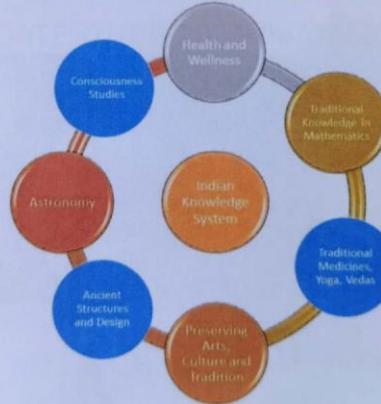 Health and
Wellness
Traditional
Knowledge in
Mathematics
Traditional
Medicines,
Yoga, Vedas
Preserving
Arts,
Culture and
Tradition
Ancient
Structures
and Design
Astronomy
Consciousness
Studies
Indian
Knowledge
System